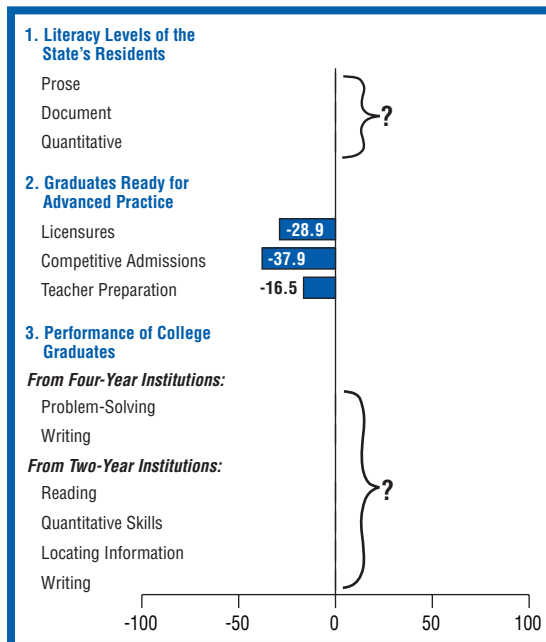 1. Literacy Levels of the
State's Residents
Prose
Document
Quantitative
?
2. Graduates Ready for
Advanced Practice
Licensures
-28.9
Competitive Admissions
-37.9
Teacher Preparation
-16.5
3. Performance of College
Graduates
From Four-Year Institutions:
Problem-Solving
Writing
From Two-Year Institutions:
Reading
?
Quantitative Skills
Locating Information
Writing
-100 -50 0 50 100